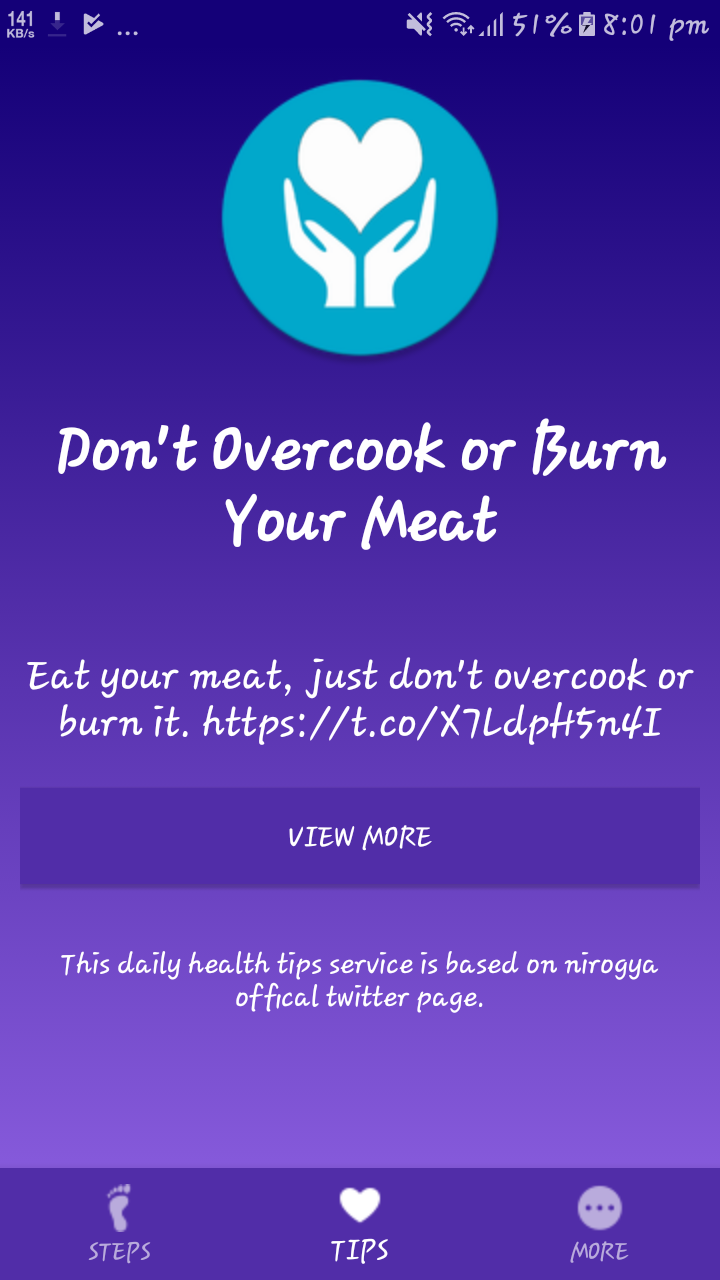 141
KB/s
...
51% 8:01 pm
Don't Overcook or Burn
Your Meat
Eat your meat, just don't overcook or
burn it. https://t.co/X7LdpH5n4I
VIEW MORE
This daily health tips service is based on nirogya
offical twitter page.
STEPS
TIPS
MORE